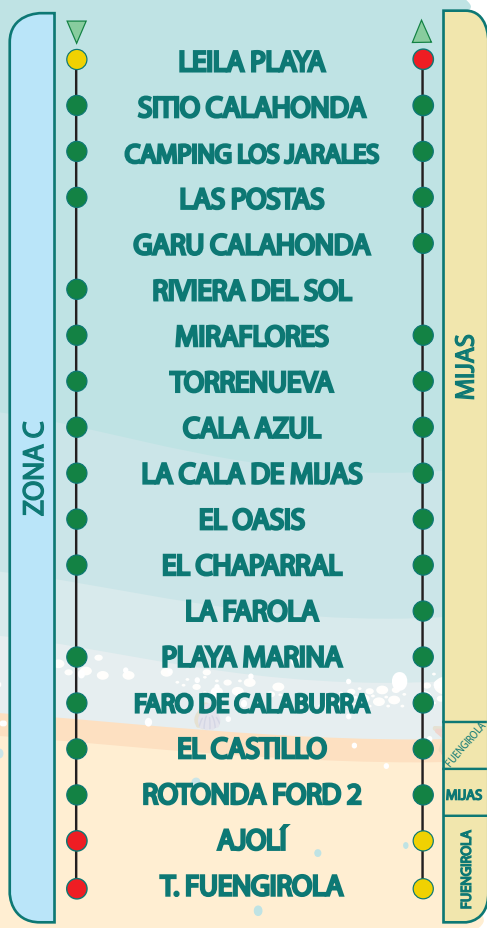 LEILA PLAYA
SITIO CALAHONDA
CAMPING LOS JARALES
LAS POSTAS
GARU CALAHONDA
RIVIERA DEL SOL
MIRAFLORES
TORRENUEVA
CALA AZUL
LA CALA DE MIJAS
EL OASIS
EL CHAPARRAL
LA FAROLA
PLAYA MARINA
FARO DE CALABURRA
EL CASTILLO
ROTONDA FORD 2
AJOLÍ
T. FUENGIROLA
ZONA C
MIJAS
FUENGIROLA
MIJAS
FUENGIROLA